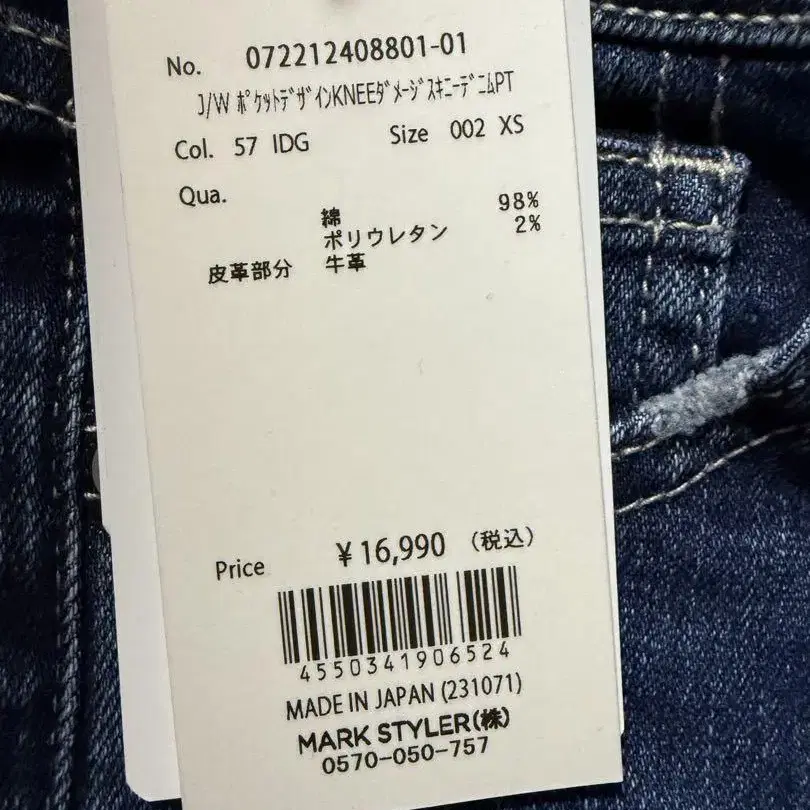 No. 072212408801-01
J/W ﾎﾟｹｯﾄﾃﾞｻﾞｲﾝKNEEﾀﾞﾒｰｼﾞｽｷﾆｰﾃﾞﾆﾑPT
Col. 57 IDG Size 002 XS
Qua.
綿 98%
ポリウレタン 2%
皮革部分 牛革
Price ¥16,990 (税込)
4550341906524
MADE IN JAPAN (231071)
MARK STYLER(株)
0570-050-757